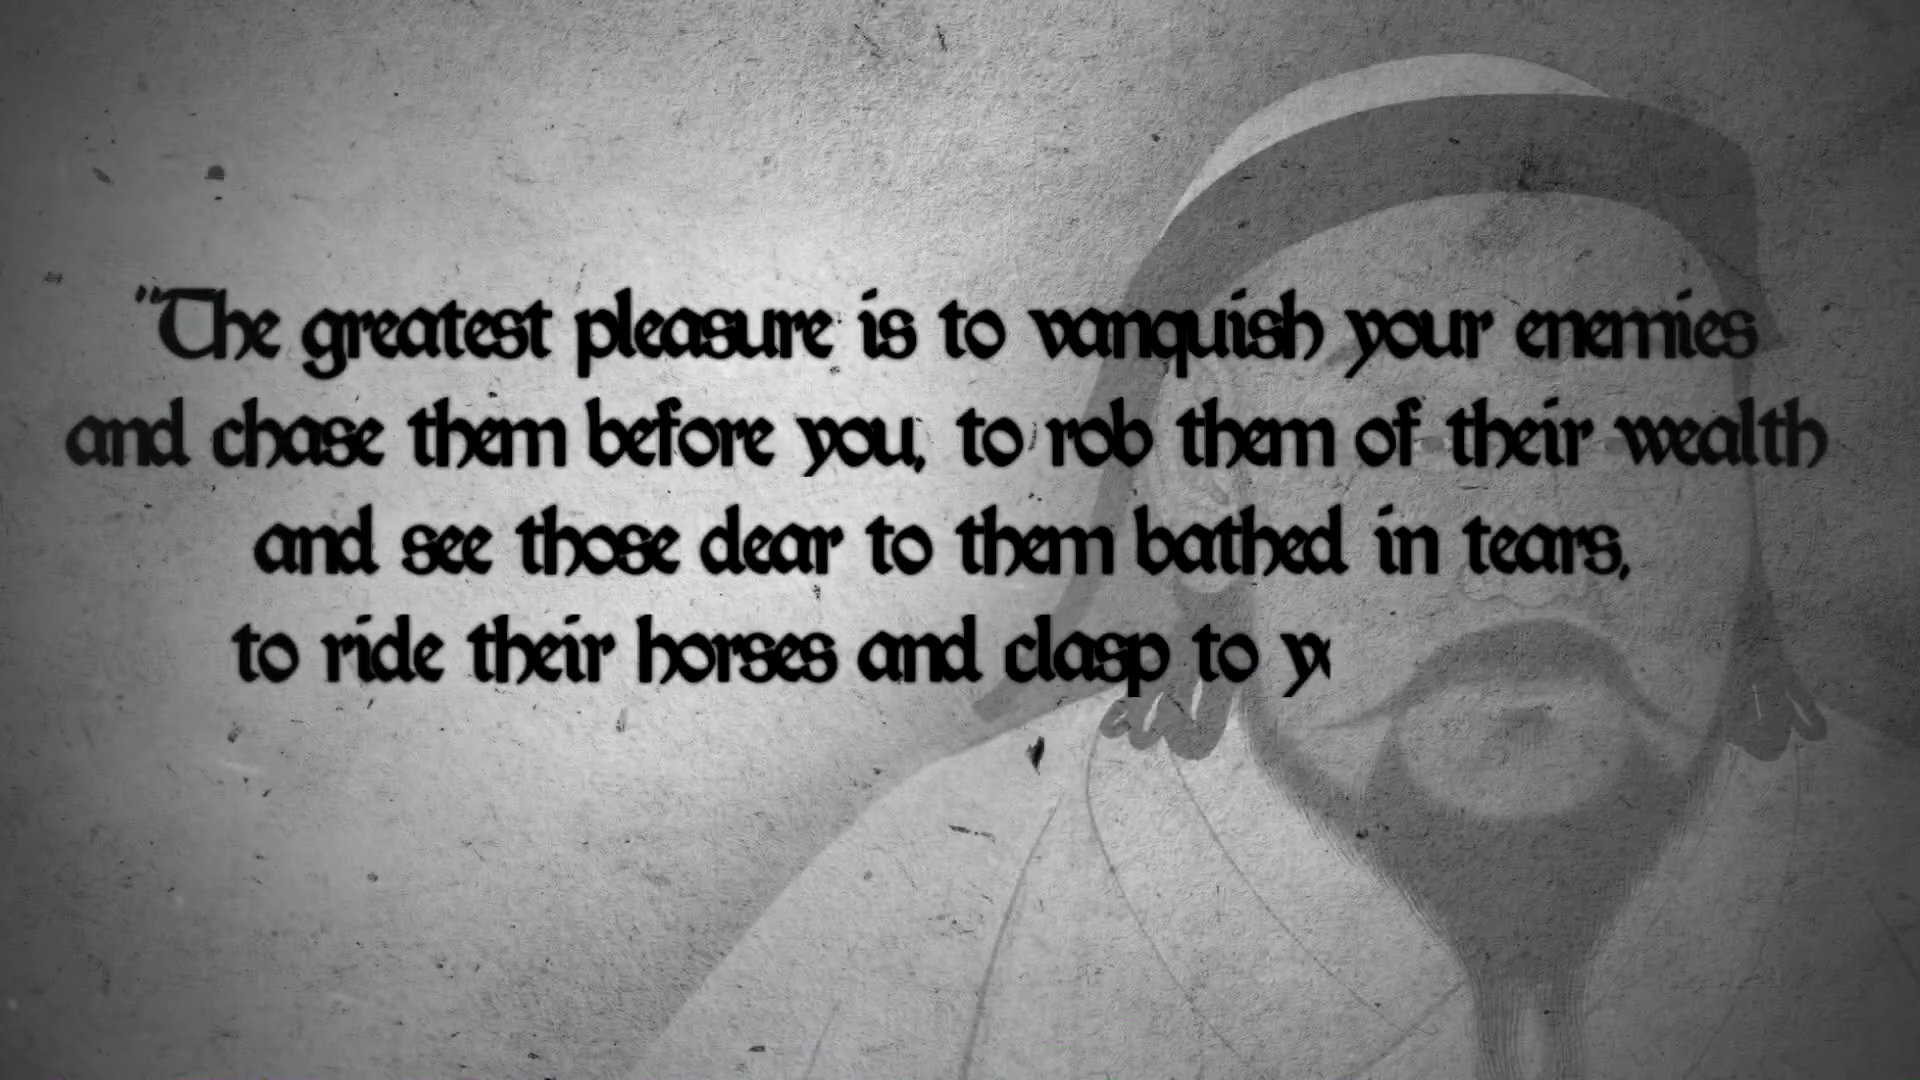 "The greatest pleasure is to vanquish your enemies
and chase them before you, to rob them of their wealth
and see those dear to them bathed in tears,
to ride their horses and clasp to